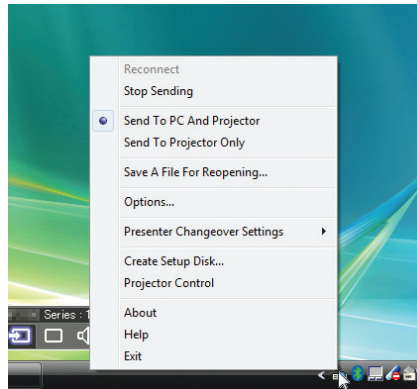 Reconnect
Stop Sending
Send To PC And Projector
Send To Projector Only
Save A File For Reopening...
Options...
Presenter Changeover Settings
Create Setup Disk...
Projector Control
About
Help
Exit
Series : 1